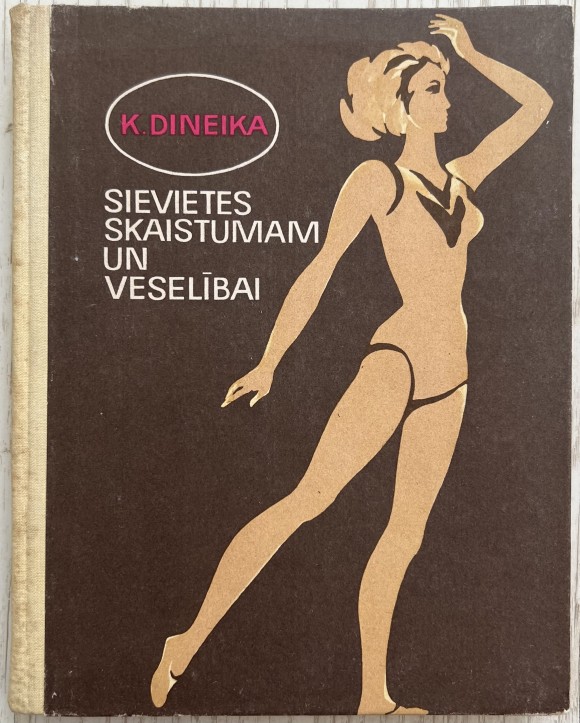 K. DINEIKA
SIEVIETES
SKAISTUMAM
UN
VESELĪBAI